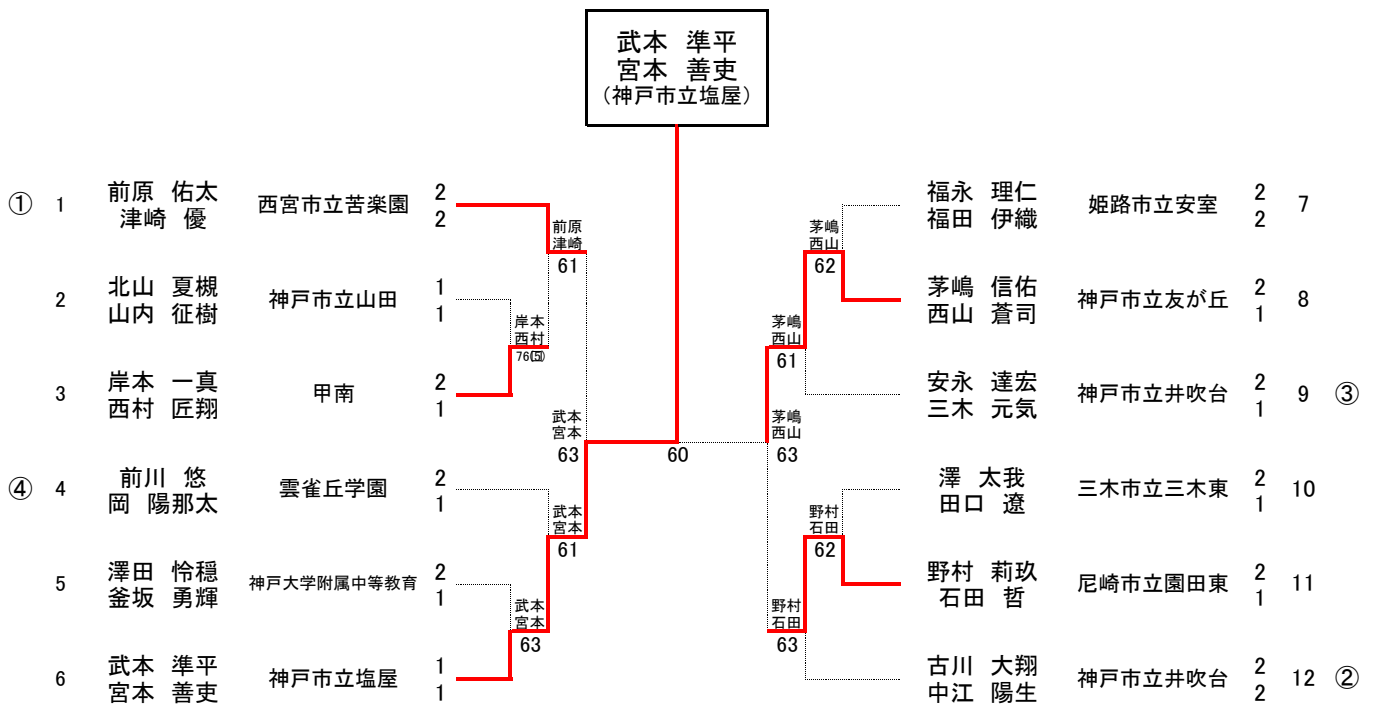 武本 準平
宮本 善吏
(神戸市立塩屋)
① 1 前原 佑太 西宮市立苦楽園 2
津崎 優 2
前原
津崎
61
2 北山 夏槻 神戸市立山田 1
山内 征樹 1
岸本
西村
76(5)
3 岸本 一真 甲南 2
西村 匠翔 1
武本
宮本
63
④ 4 前川 悠 雲雀丘学園 2
岡 陽那太 1
武本
宮本
61
5 澤田 怜穏 神戸大学附属中等教育 2
釜坂 勇輝 1
武本
宮本
63
6 武本 準平 神戸市立塩屋 1
宮本 善吏 1
60
福永 理仁 姫路市立安室 2 7
福田 伊織 2
茅嶋
西山
62
茅嶋 信佑 神戸市立友が丘 2 8
西山 蒼司 1
茅嶋
西山
61
安永 達宏 神戸市立井吹台 2 9 ③
三木 元気 1
茅嶋
西山
63
澤 太我 三木市立三木東 2 10
田口 遼 1
野村
石田
62
野村 莉玖 尼崎市立園田東 2 11
石田 哲 1
野村
石田
63
古川 大翔 神戸市立井吹台 2 12 ②
中江 陽生 2